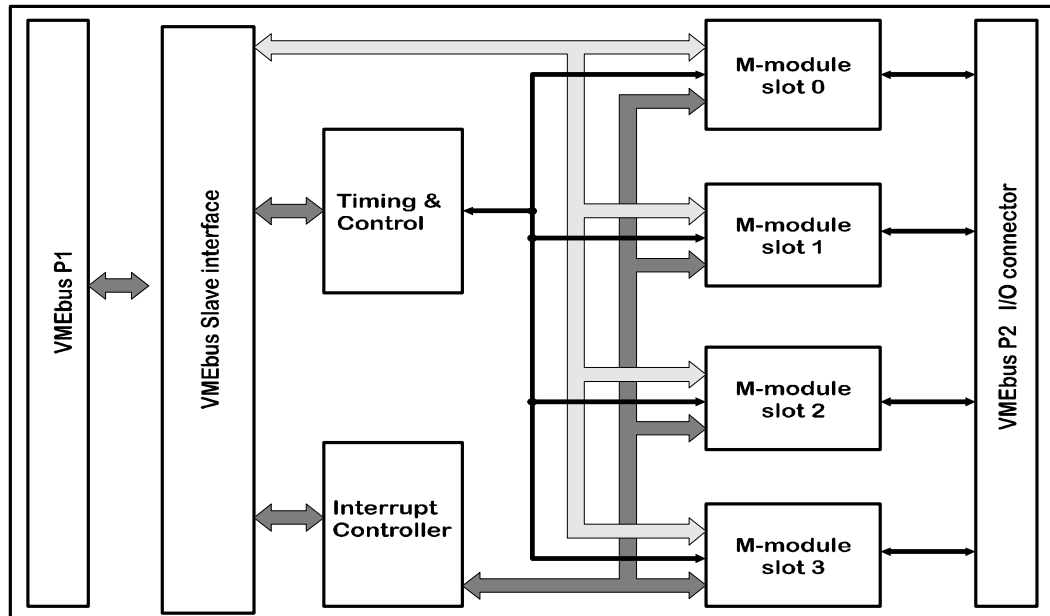 VMEbus P1
VMEbus Slave interface
Timing &
Control
Interrupt
Controller
M-module
slot 0
M-module
slot 1
M-module
slot 2
M-module
slot 3
VMEbus P2 I/O connector